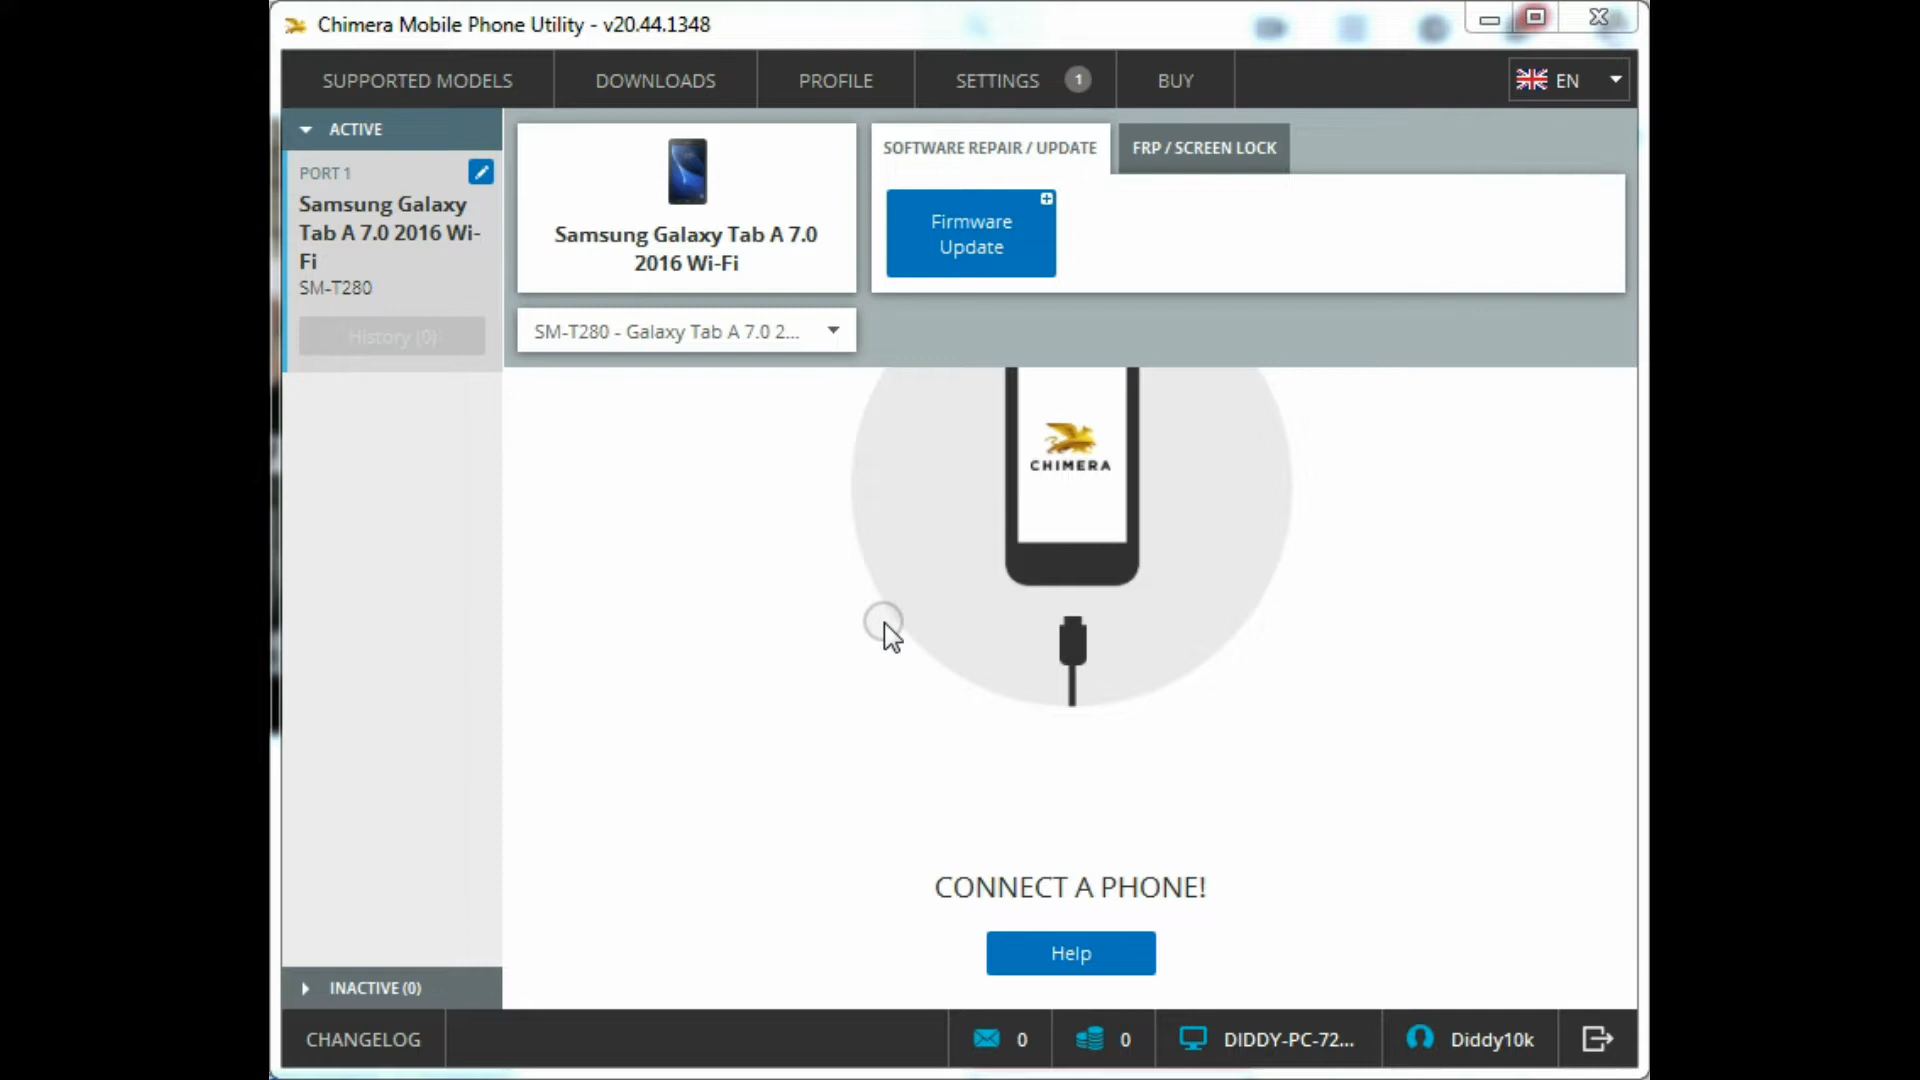 Chimera Mobile Phone Utility - v20.44.1348
SUPPORTED MODELS
DOWNLOADS
PROFILE
SETTINGS 1
BUY
EN
ACTIVE
PORT 1
Samsung Galaxy
Tab A 7.0 2016 Wi-
Fi
SM-T280
History (0)
Samsung Galaxy Tab A 7.0
2016 Wi-Fi
SM-T280 - Galaxy Tab A 7.0 2...
SOFTWARE REPAIR / UPDATE
FRP / SCREEN LOCK
Firmware
Update
CHIMERA
CONNECT A PHONE!
Help
INACTIVE (0)
CHANGELOG
0
0
DIDDY-PC-72...
Diddy10k